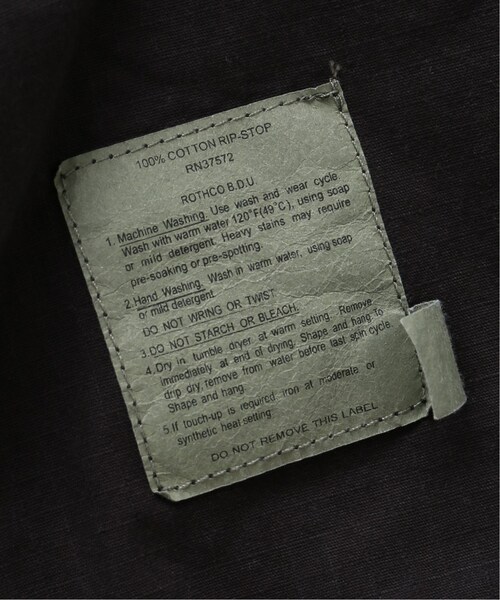 100% COTTON RIP-STOP
RN37572
ROTHCO B.D.U.
1. Machine Washing. Use wash and wear cycle
Wash with warm water 120°F(49°C), using soap
or mild detergent. Heavy stains may require
pre-soaking or pre-spotting.
2. Hand Washing. Wash in warm water, using soap
or mild detergent.
DO NOT WRING OR TWIST
3. DO NOT STARCH OR BLEACH.
4. Dry in tumble dryer at warm setting. Remove
immediately at end of drying. Shape and hang to
drip dry, remove from water before last spin cycle
Shape and hang.
5. If touch-up is required, iron at moderate or
synthetic heat setting.
DO NOT REMOVE THIS LABEL